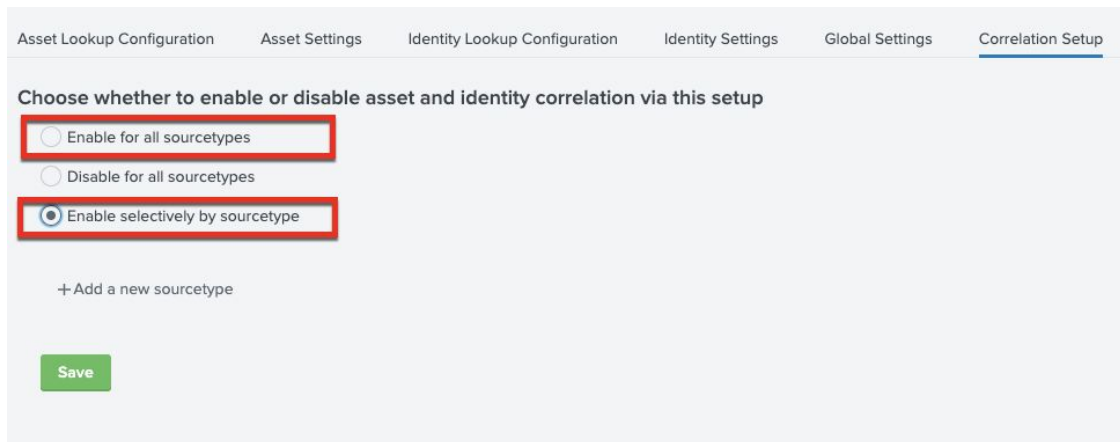 Asset Lookup Configuration Asset Settings Identity Lookup Configuration Identity Settings Global Settings Correlation Setup
Choose whether to enable or disable asset and identity correlation via this setup
Enable for all sourcetypes
Disable for all sourcetypes
Enable selectively by sourcetype
+Add a new sourcetype
Save